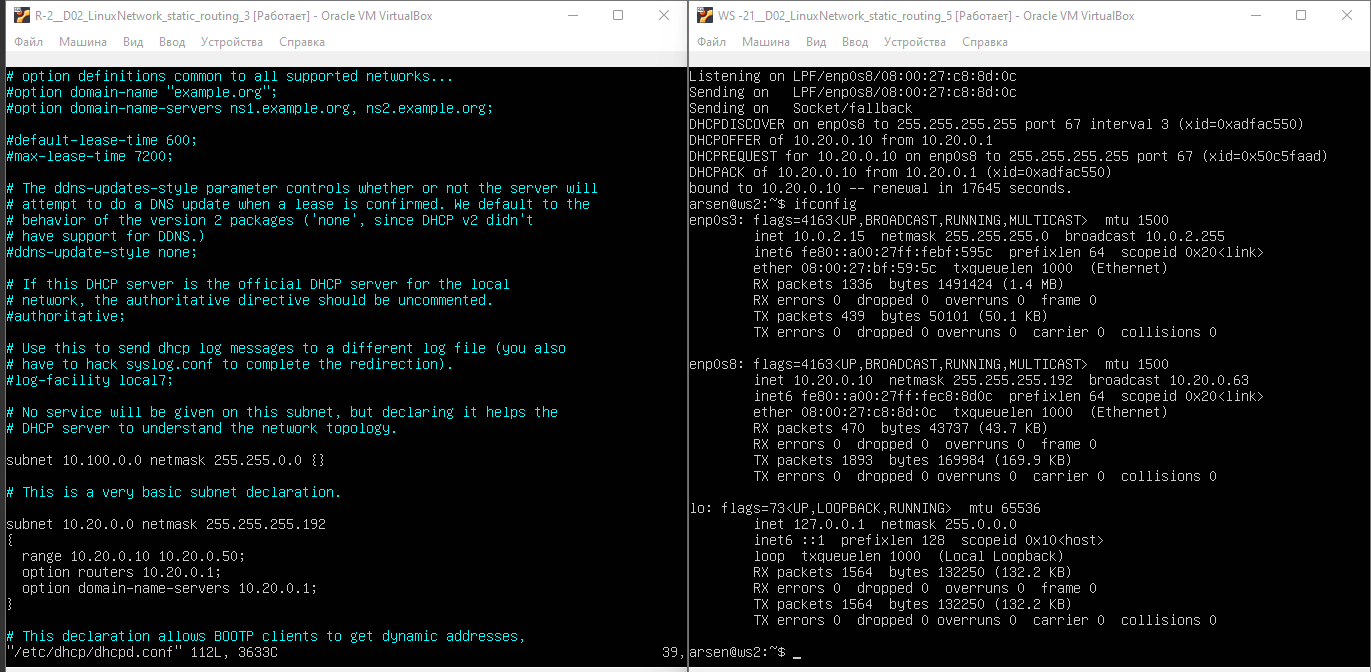 R-2__D02_LinuxNetwork_static_routing_3 [Работает] - Oracle VM VirtualBox
Файл Машина Вид Ввод Устройства Справка
# option definitions common to all supported networks...
#option domain-name "example.org";
#option domain-name-servers ns1.example.org, ns2.example.org;
#default-lease-time 600;
#max-lease-time 7200;
# The ddns-updates-style parameter controls whether or not the server will
# attempt to do a DNS update when a lease is confirmed. We default to the
# behavior of the version 2 packages ('none', since DHCP v2 didn't
# have support for DDNS.)
#ddns-update-style none;
# If this DHCP server is the official DHCP server for the local
# network, the authoritative directive should be uncommented.
#authoritative;
# Use this to send dhcp log messages to a different log file (you also
# have to hack syslog.conf to complete the redirection).
#log-facility local7;
# No service will be given on this subnet, but declaring it helps the
# DHCP server to understand the network topology.
subnet 10.100.0.0 netmask 255.255.0.0 {}
# This is a very basic subnet declaration.
subnet 10.20.0.0 netmask 255.255.255.192
{
range 10.20.0.10 10.20.0.50;
option routers 10.20.0.1;
option domain-name-servers 10.20.0.1;
}
# This declaration allows BOOTP clients to get dynamic addresses,
"/etc/dhcp/dhcpd.conf" 112L, 3633C 39,
WS -21__D02_LinuxNetwork_static_routing_5 [Работает] - Oracle VM VirtualBox
Файл Машина Вид Ввод Устройства Справка
Listening on LPF/enp0s8/08:00:27:c8:8d:0c
Sending on   LPF/enp0s8/08:00:27:c8:8d:0c
Sending on   Socket/fallback
DHCPDISCOVER on enp0s8 to 255.255.255.255 port 67 interval 3 (xid=0xadfac550)
DHCPOFFER of 10.20.0.10 from 10.20.0.1
DHCPREQUEST for 10.20.0.10 on enp0s8 to 255.255.255.255 port 67 (xid=0x50c5faad)
DHCPACK of 10.20.0.10 from 10.20.0.1 (xid=0xadfac550)
bound to 10.20.0.10 -- renewal in 17645 seconds.
arsen@ws2:~$ ifconfig
enp0s3: flags=4163<UP,BROADCAST,RUNNING,MULTICAST>  mtu 1500
inet 10.0.2.15  netmask 255.255.255.0  broadcast 10.0.2.255
inet6 fe80::a00:27ff:febf:595c  prefixlen 64  scopeid 0x20<link>
ether 08:00:27:bf:59:5c  txqueuelen 1000  (Ethernet)
RX packets 1336  bytes 1491424 (1.4 MB)
RX errors 0  dropped 0  overruns 0  frame 0
TX packets 439  bytes 50101 (50.1 KB)
TX errors 0  dropped 0 overruns 0  carrier 0  collisions 0
enp0s8: flags=4163<UP,BROADCAST,RUNNING,MULTICAST>  mtu 1500
inet 10.20.0.10  netmask 255.255.255.192  broadcast 10.20.0.63
inet6 fe80::a00:27ff:fec8:8d0c  prefixlen 64  scopeid 0x20<link>
ether 08:00:27:c8:8d:0c  txqueuelen 1000  (Ethernet)
RX packets 470  bytes 43737 (43.7 KB)
RX errors 0  dropped 0  overruns 0  frame 0
TX packets 1893  bytes 169984 (169.9 KB)
TX errors 0  dropped 0 overruns 0  carrier 0  collisions 0
lo: flags=73<UP,LOOPBACK,RUNNING>  mtu 65536
inet 127.0.0.1  netmask 255.0.0.0
inet6 ::1  prefixlen 128  scopeid 0x10<host>
loop  txqueuelen 1000  (Local Loopback)
RX packets 1564  bytes 132250 (132.2 KB)
RX errors 0  dropped 0  overruns 0  frame 0
TX packets 1564  bytes 132250 (132.2 KB)
TX errors 0  dropped 0 overruns 0  carrier 0  collisions 0
arsen@ws2:~$ _